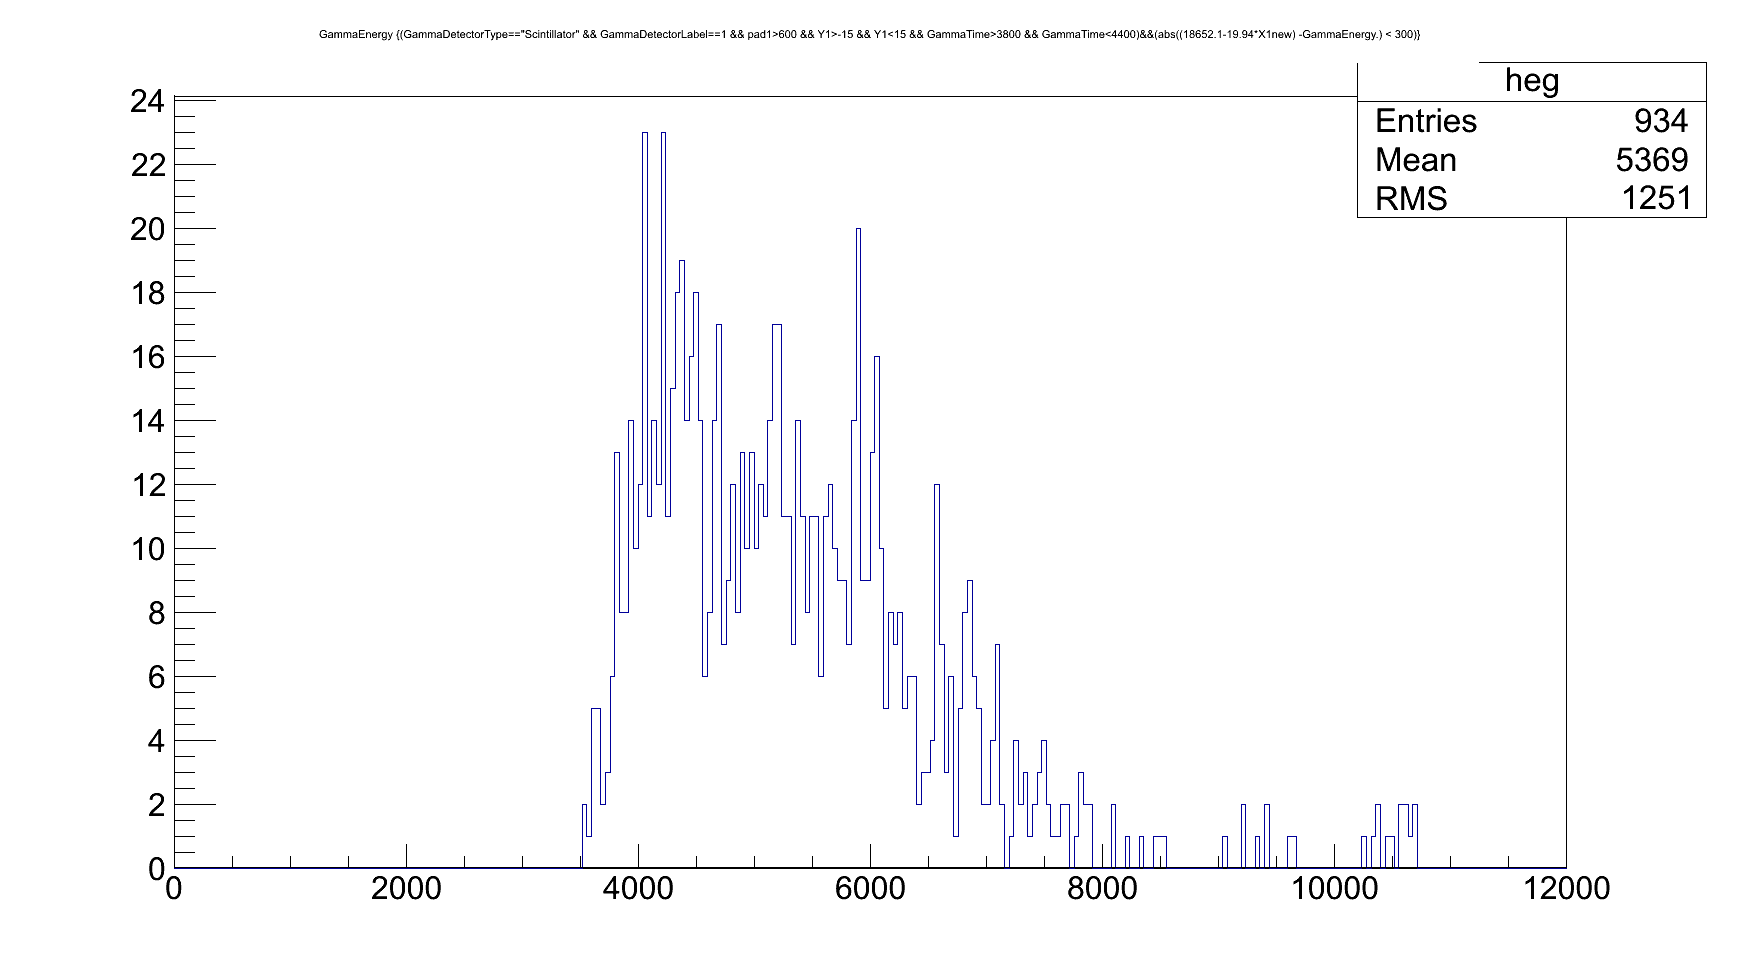 GammaEnergy {(GammaDetectorType=="Scintillator" && GammaDetectorLabel==1 && pad1>600 && Y1>-15 && Y1<15 && GammaTime>3800 && GammaTime<4400)&&(abs((18652.1-19.94*X1new) -GammaEnergy.) < 300)}
heg
Entries 934
Mean 5369
RMS 1251
24
22
20
18
16
14
12
10
8
6
4
2
0
0 2000 4000 6000 8000 10000 12000